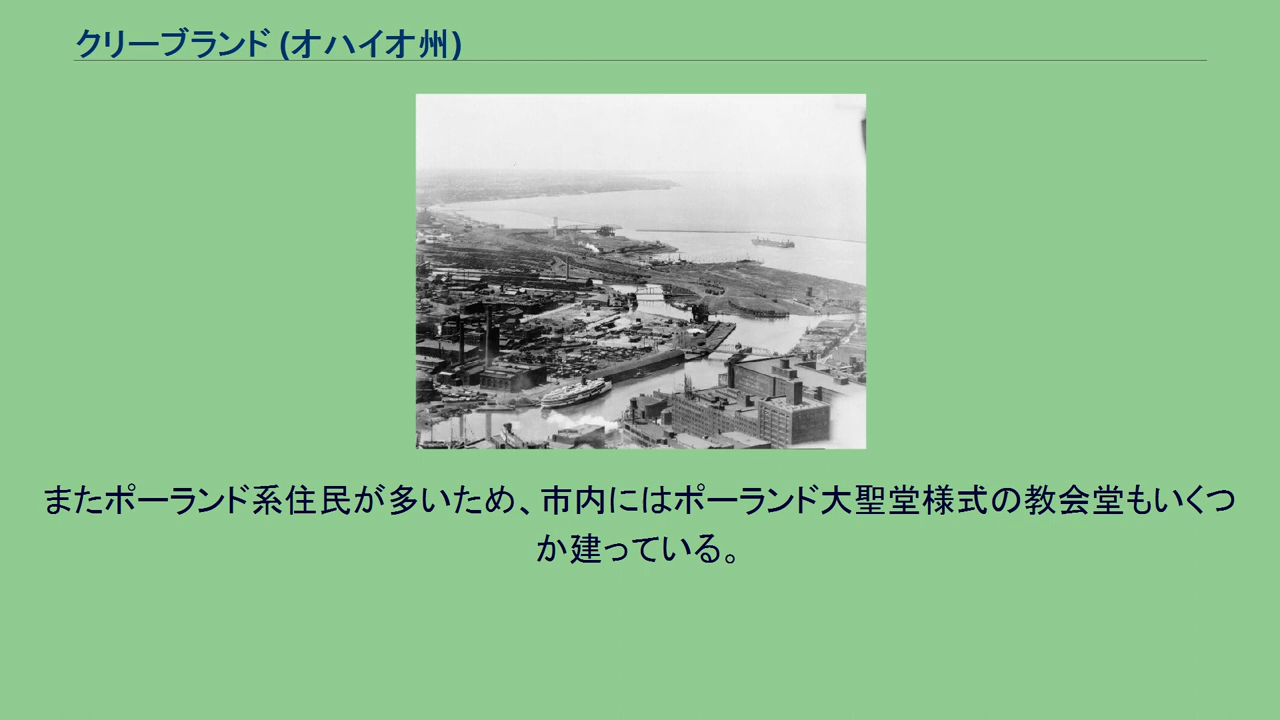 クリーブランド (オハイオ州)
またポーランド系住民が多いため、市内にはポーランド大聖堂様式の教会堂もいくつ
か建っている。